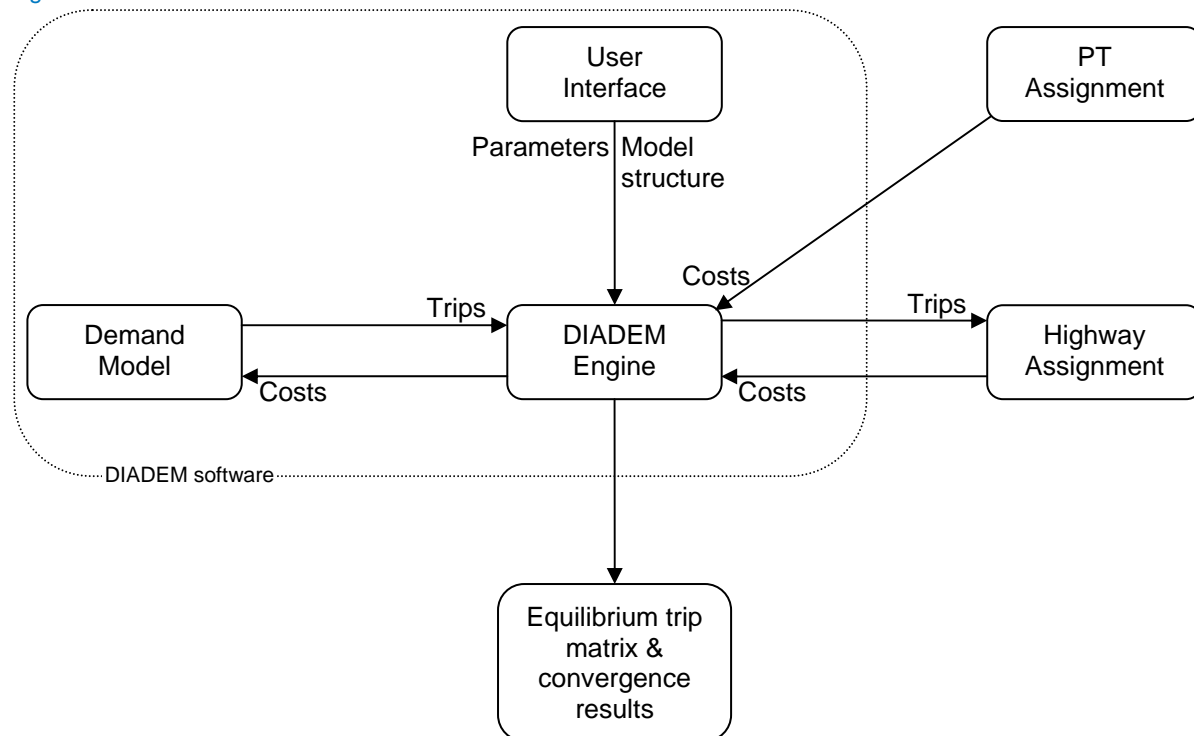 User
Interface
PT
Assignment
Parameters
Model
structure
Costs
Trips
Trips
Demand
Model
DIADEM
Engine
Highway
Assignment
Costs
Costs
DIADEM software
Equilibrium trip
matrix &
convergence
results